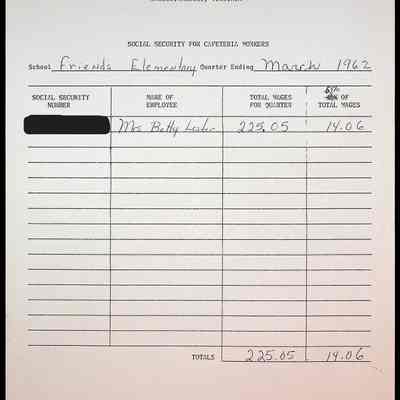 SOCIAL SECURITY FOR CAFETERIA WORKERS
School Friends Elementary Quarter Ending March 1962
SOCIAL SECURITY NUMBER
NAME OF EMPLOYEE
TOTAL WAGES FOR QUARTER
OF TOTAL WAGES
Mrs Betty Lester 225.05 14.06
TOTALS 225.05 14.06